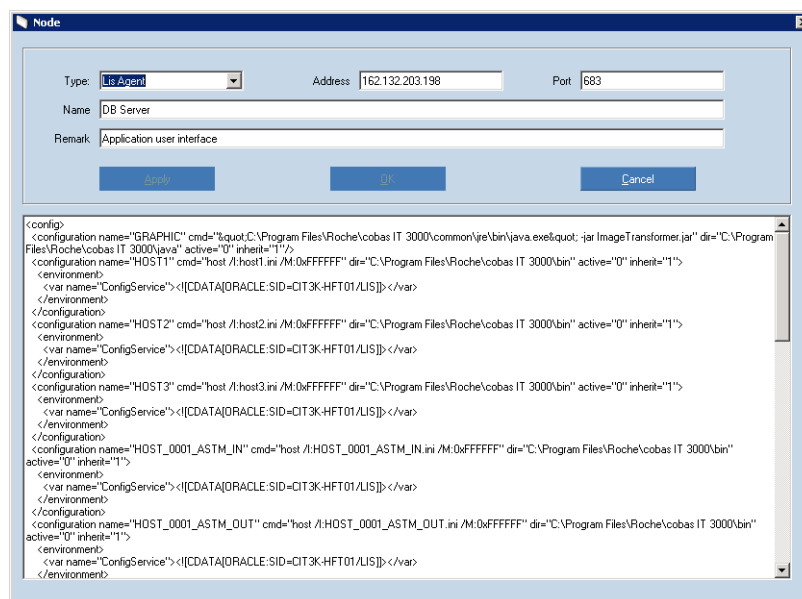 Node
Type: Lis Agent Address 162.132.203.198 Port 683
Name DB Server
Remark Application user interface
Apply OK Cancel
<config>
<configuration name="GRAPHIC" cmd="&quot;C:\Program Files\Roche\cobas IT 3000\common\jre\bin\java.exe&quot; -jar ImageTransformer.jar" dir="C:\Program
Files\Roche\cobas IT 3000\java" active="0" inherit="1"/>
<configuration name="HOST1" cmd="host /I:host1.ini /M:0xFFFFFF" dir="C:\Program Files\Roche\cobas IT 3000\bin" active="0" inherit="1">
<environment>
<var name="ConfigService"><![CDATA[ORACLE:SID=CIT3K-HFT01/LIS]]></var>
</environment>
</configuration>
<configuration name="HOST2" cmd="host /I:host2.ini /M:0xFFFFFF" dir="C:\Program Files\Roche\cobas IT 3000\bin" active="0" inherit="1">
<environment>
<var name="ConfigService"><![CDATA[ORACLE:SID=CIT3K-HFT01/LIS]]></var>
</environment>
</configuration>
<configuration name="HOST3" cmd="host /I:host3.ini /M:0xFFFFFF" dir="C:\Program Files\Roche\cobas IT 3000\bin" active="0" inherit="1">
<environment>
<var name="ConfigService"><![CDATA[ORACLE:SID=CIT3K-HFT01/LIS]]></var>
</environment>
</configuration>
<configuration name="HOST_0001_ASTM_IN" cmd="host /I:HOST_0001_ASTM_IN.ini /M:0xFFFFFF" dir="C:\Program Files\Roche\cobas IT 3000\bin"
active="0" inherit="1">
<environment>
<var name="ConfigService"><![CDATA[ORACLE:SID=CIT3K-HFT01/LIS]]></var>
</environment>
</configuration>
<configuration name="HOST_0001_ASTM_OUT" cmd="host /I:HOST_0001_ASTM_OUT.ini /M:0xFFFFFF" dir="C:\Program Files\Roche\cobas IT 3000\bin"
active="0" inherit="1">
<environment>
<var name="ConfigService"><![CDATA[ORACLE:SID=CIT3K-HFT01/LIS]]></var>
</environment>